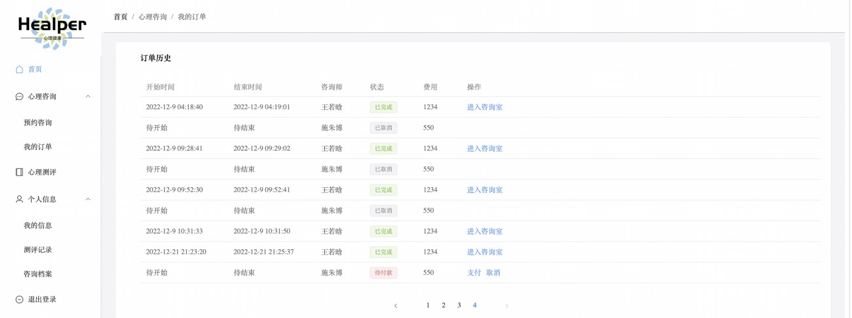 Healper
心理健康
首页 / 心理咨询 / 我的订单
首页
心理咨询
预约咨询
我的订单
心理测评
个人信息
我的信息
测评记录
咨询档案
退出登录
订单历史
开始时间 结束时间 咨询师 状态 费用 操作
2022-12-9 04:18:40 2022-12-9 04:19:01 王若晗 已完成 1234 进入咨询室
待开始 待结束 施朱博 已取消 550
2022-12-9 09:28:41 2022-12-9 09:29:02 王若晗 已完成 1234 进入咨询室
待开始 待结束 施朱博 已取消 550
2022-12-9 09:52:30 2022-12-9 09:52:41 王若晗 已完成 1234 进入咨询室
待开始 待结束 施朱博 已取消 550
2022-12-9 10:31:33 2022-12-9 10:31:50 王若晗 已完成 1234 进入咨询室
2022-12-21 21:23:20 2022-12-21 21:25:37 王若晗 已完成 1234 进入咨询室
待开始 待结束 施朱博 待付款 550 支付 取消
1 2 3 4